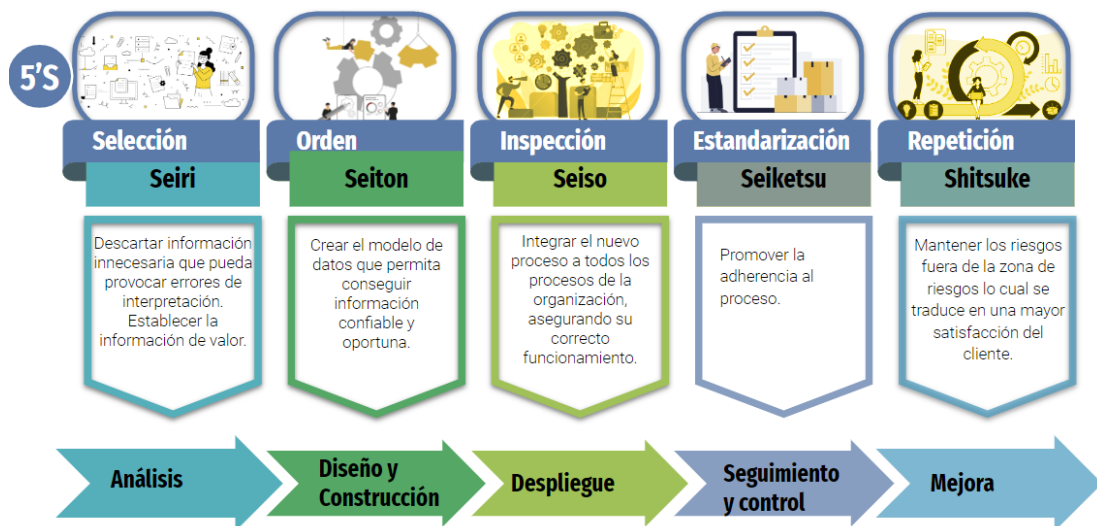 5'S
Selección
Seiri
Descartar información
innecesaria que pueda
provocar errores de
interpretación.
Establecer la
información de valor.
Orden
Seiton
Crear el modelo de
datos que permita
conseguir
información
confiable y
oportuna.
Inspección
Seiso
Integrar el nuevo
proceso a todos los
procesos de la
organización,
asegurando su
correcto
funcionamiento.
Estandarización
Seiketsu
Promover la
adherencia al
proceso.
Repetición
Shitsuke
Mantener los riesgos
fuera de la zona de
riesgos lo cual se
traduce en una mayor
satisfacción del
cliente.
Análisis
Diseño y
Construcción
Despliegue
Seguimiento
y control
Mejora